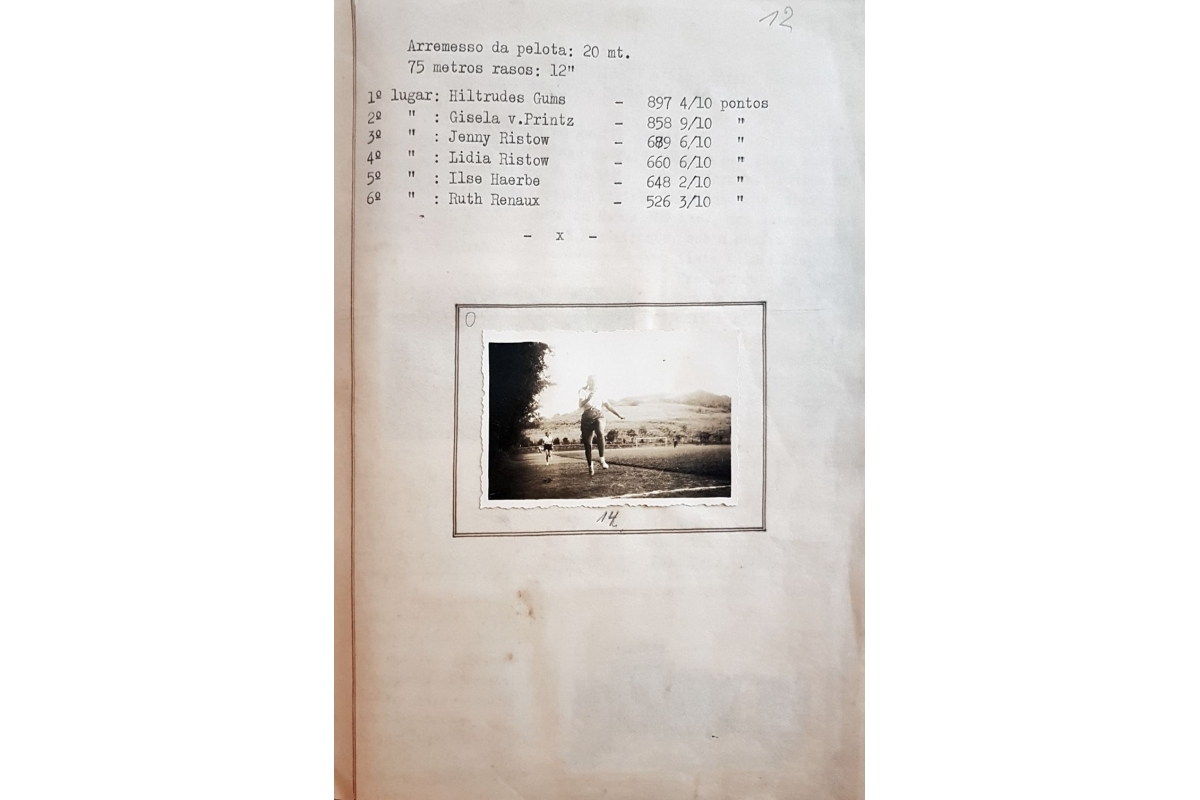 12
Arremesso da pelota: 20 mt.
75 metros rasos: 12"
1º lugar: Hiltrudes Gums - 897 4/10 pontos
2º " : Gisela v.Printz - 858 9/10 "
3º " : Jenny Ristow - 689 6/10 "
4º " : Lidia Ristow - 660 6/10 "
5º " : Ilse Haerbe - 648 2/10 "
6º " : Ruth Renaux - 526 3/10 "
- x -
0
14